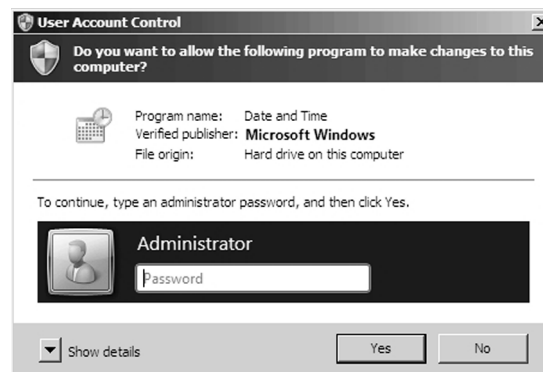 User Account Control
Do you want to allow the following program to make changes to this
computer?
Program name: Date and Time
Verified publisher: Microsoft Windows
File origin: Hard drive on this computer
To continue, type an administrator password, and then click Yes.
Administrator
Password
Show details
Yes
No